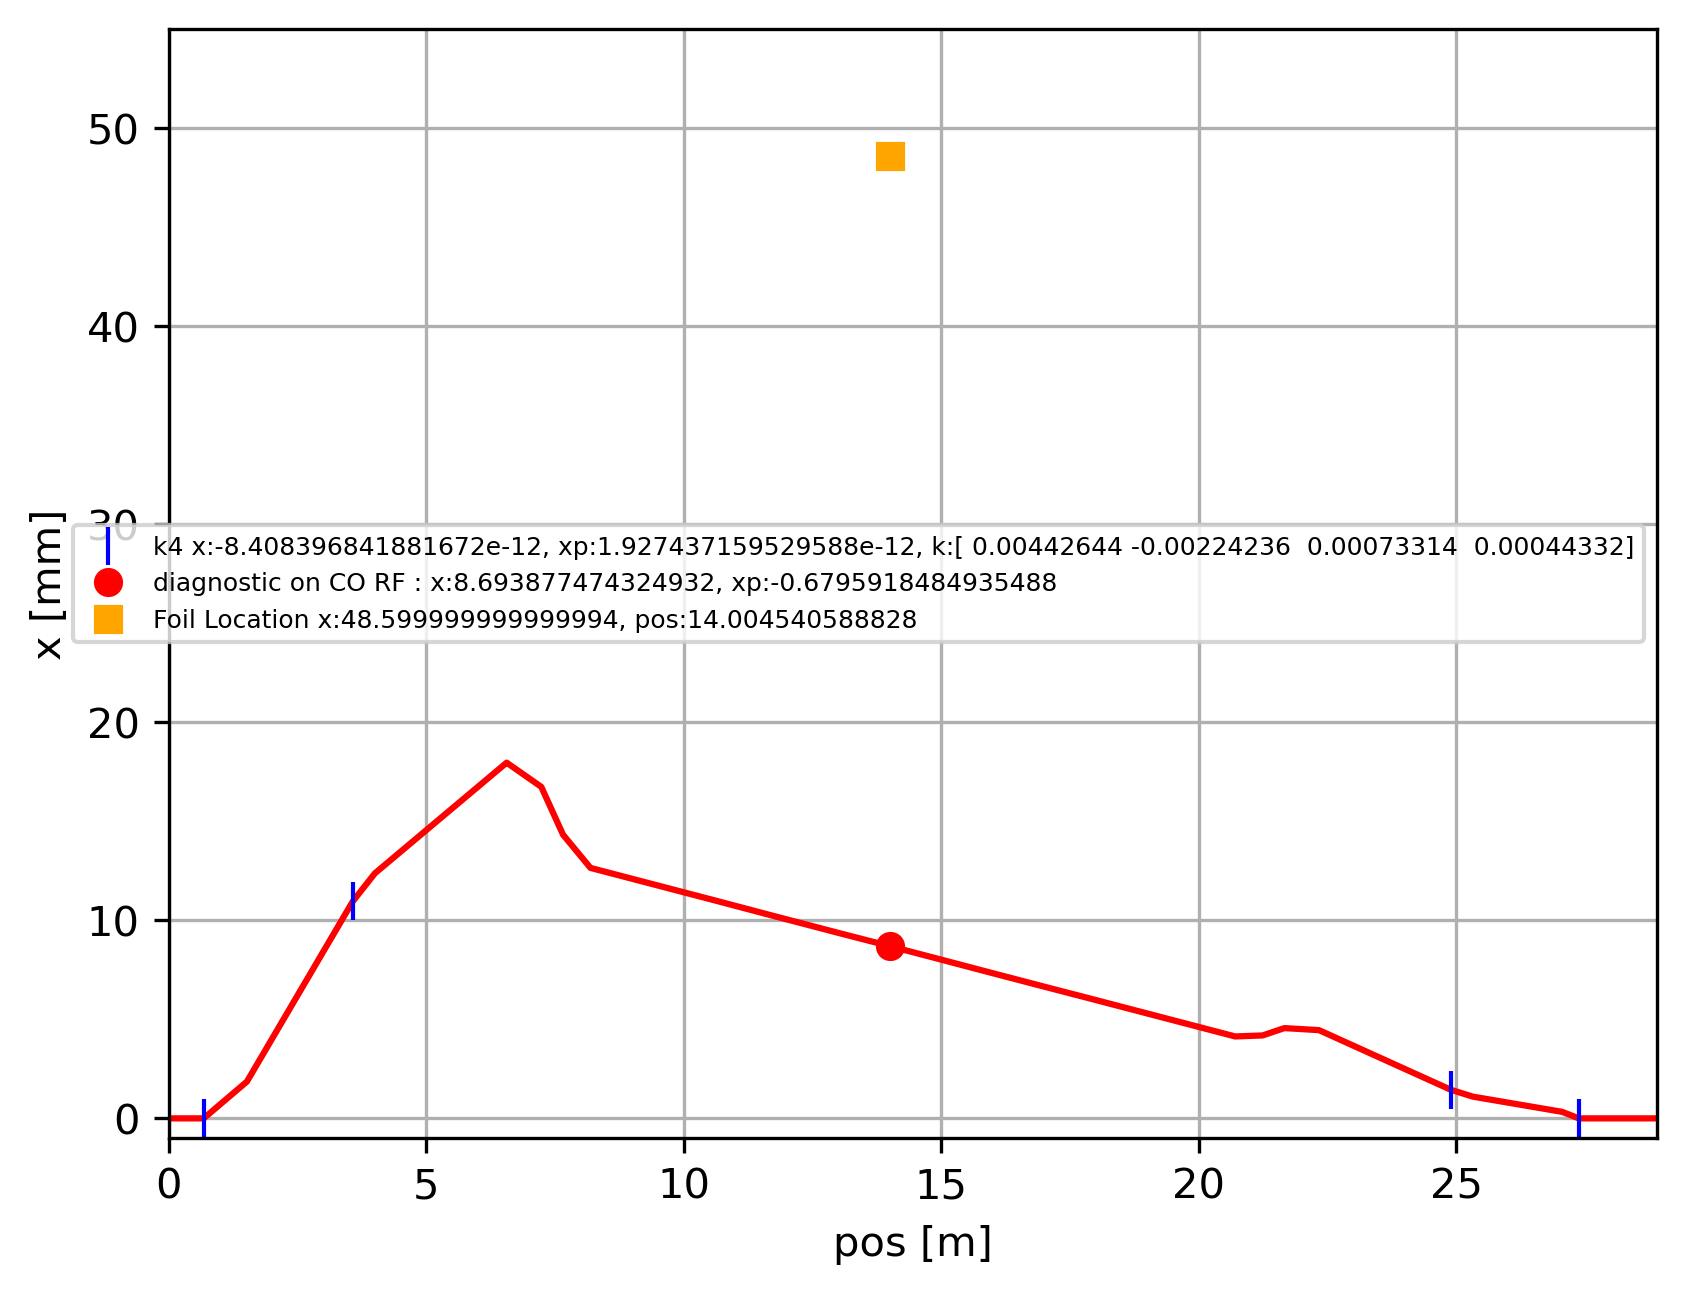 50
40
30
x [mm]
k4 x:-8.408396841881672e-12, xp:1.927437159529588e-12, k:[ 0.00442644 -0.00224236  0.00073314  0.00044332]
diagnostic on CO RF : x:8.693877474324932, xp:-0.6795918484935488
Foil Location x:48.599999999999994, pos:14.004540588828
20
10
0
0 5 10 15 20 25
pos [m]